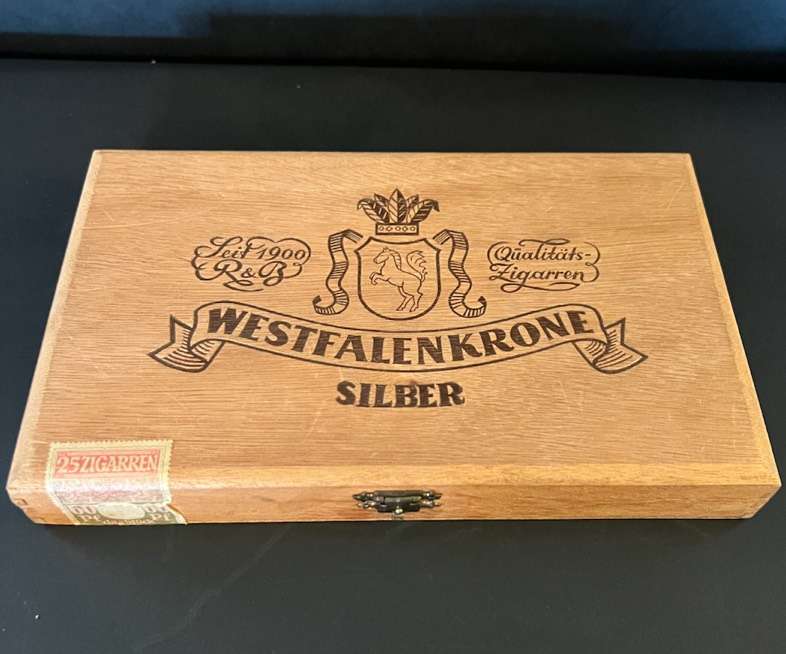 Seit 1900
R & B
Qualitäts-
Zigarren
WESTFALENKRONE
SILBER
25 ZIGARREN